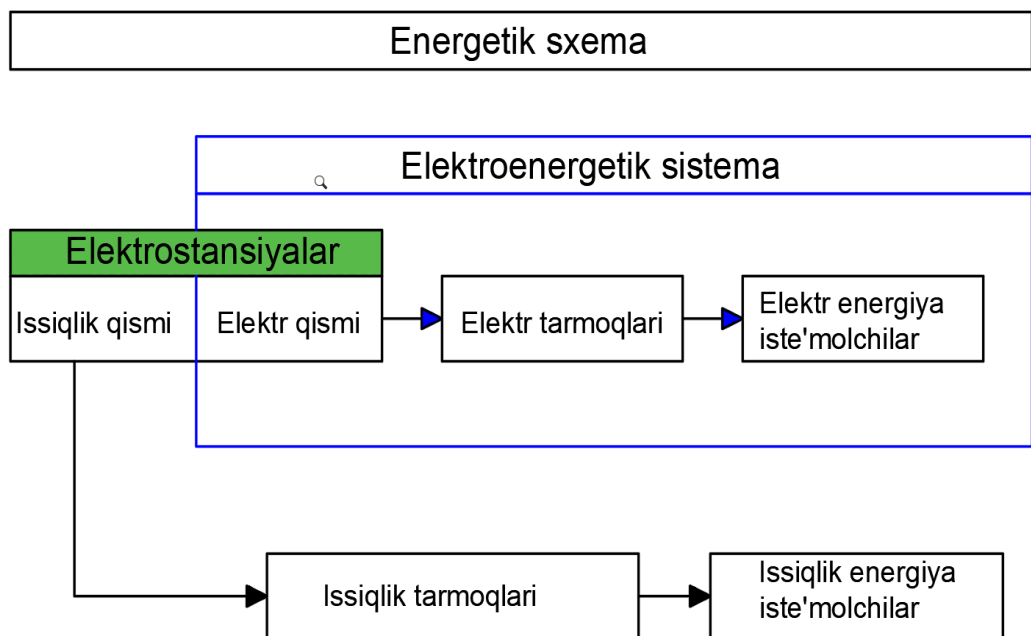 Energetik sxema
Elektroenergetik sistema
Elektrostansiyalar
Issiqlik qismi
Elektr qismi
Elektr tarmoqlari
Elektr energiya
iste'molchilar
Issiqlik tarmoqlari
Issiqlik energiya
iste'molchilar